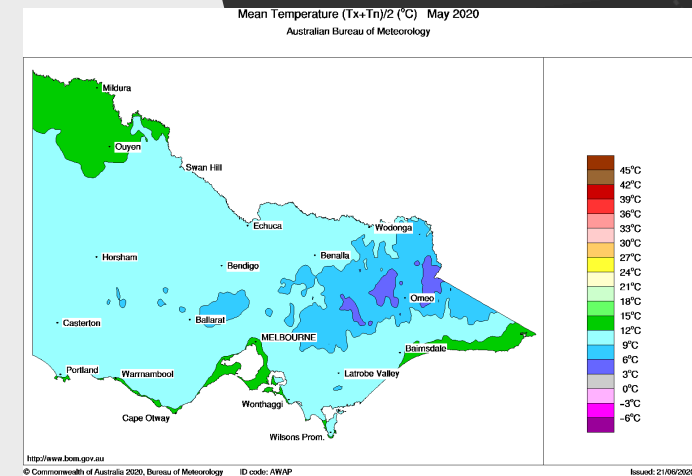 Mean Temperature (Tx+Tn)/2 (°C)   May 2020
Australian Bureau of Meteorology
Mildura
Ouyen
Swan Hill
Echuca
Wodonga
Horsham
Bendigo
Benalla
Omeo
Casterton
Ballarat
MELBOURNE
Bairnsdale
Portland
Warrnambool
Latrobe Valley
Cape Otway
Wonthaggi
Wilsons Prom.
45°C
42°C
39°C
36°C
33°C
30°C
27°C
24°C
21°C
18°C
15°C
12°C
9°C
6°C
3°C
0°C
-3°C
-6°C
http://www.bom.gov.au
© Commonwealth of Australia 2020, Bureau of Meteorology   ID code: AWAP   Issued: 21/06/2020